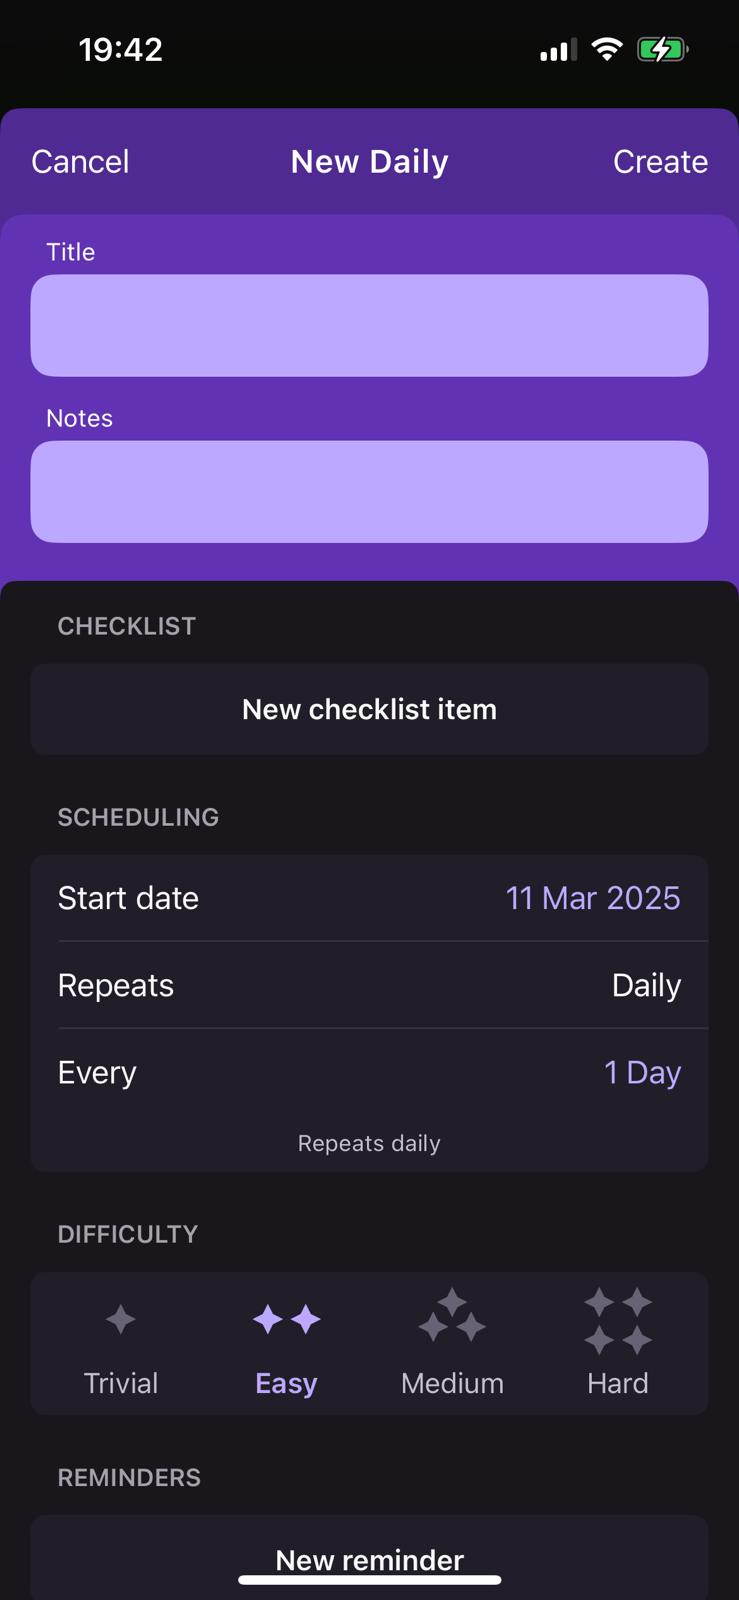 19:42
Cancel New Daily Create
Title
Notes
CHECKLIST
New checklist item
SCHEDULING
Start date 11 Mar 2025
Repeats Daily
Every 1 Day
Repeats daily
DIFFICULTY
Trivial Easy Medium Hard
REMINDERS
New reminder